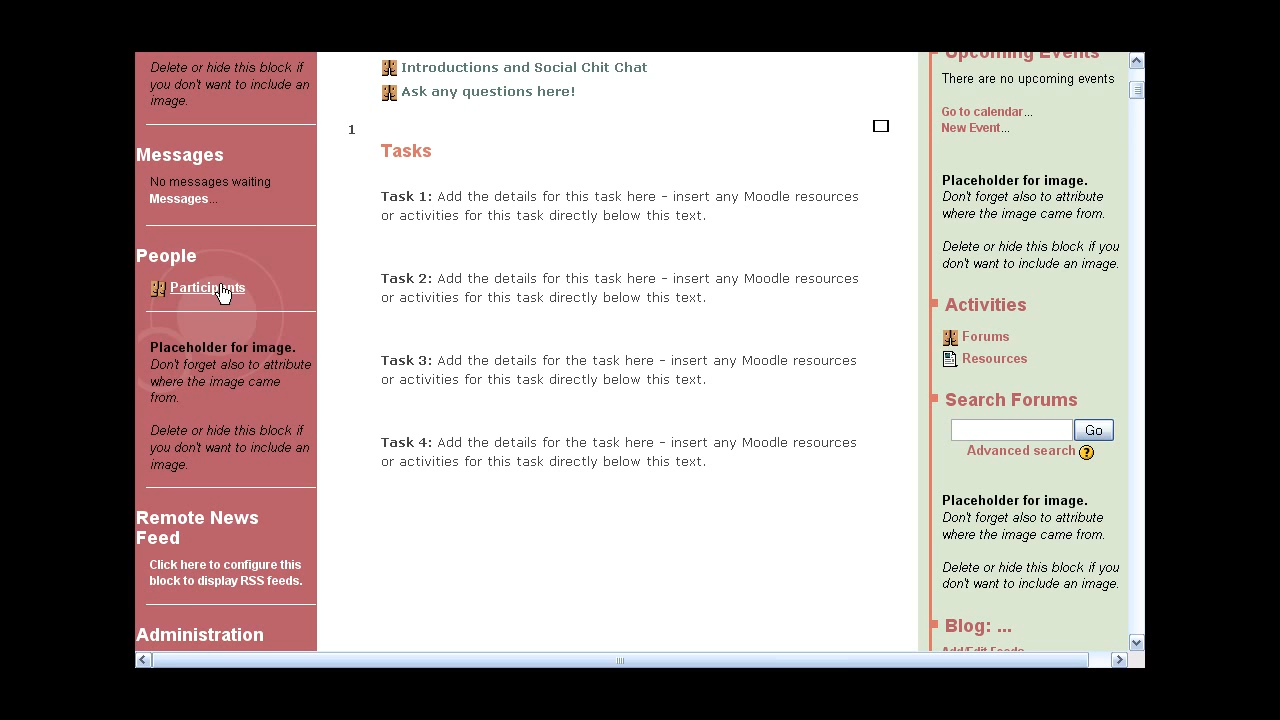 Delete or hide this block if
you don't want to include an
image.
Messages
No messages waiting
Messages...
People
Participants
Placeholder for image.
Don't forget also to attribute
where the image came
from.
Delete or hide this block if
you don't want to include an
image.
Remote News
Feed
Click here to configure this
block to display RSS feeds.
Administration
Introductions and Social Chit Chat
Ask any questions here!
1
Tasks
Task 1: Add the details for this task here - insert any Moodle resources
or activities for this task directly below this text.
Task 2: Add the details for this task here - insert any Moodle resources
or activities for this task directly below this text.
Task 3: Add the details for the task here - insert any Moodle resources
or activities for this task directly below this text.
Task 4: Add the details for the task here - insert any Moodle resources
or activities for this task directly below this text.
Upcoming Events
There are no upcoming events
Go to calendar...
New Event...
Placeholder for image.
Don't forget also to attribute
where the image came from.
Delete or hide this block if you
don't want to include an image.
Activities
Forums
Resources
Search Forums
Go
Advanced search ?
Placeholder for image.
Don't forget also to attribute
where the image came from.
Delete or hide this block if you
don't want to include an image.
Blog: ...
Add/Edit Feeds